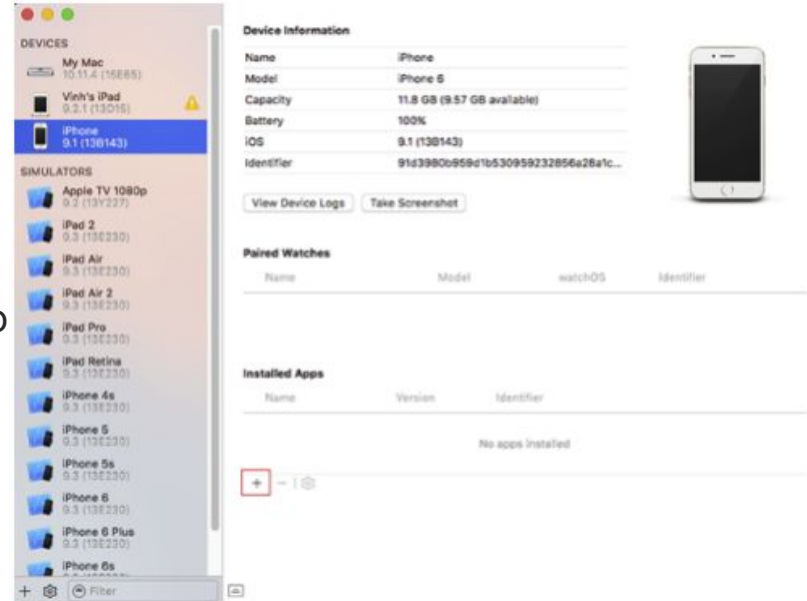 DEVICES
My Mac
10.11.4 (15E65)
Vinh's iPad
9.2.1 (13D15)
iPhone
9.1 (13B143)
SIMULATORS
Apple TV 1080p
9.2 (13Y227)
iPad 2
9.3 (13E230)
iPad Air
9.3 (13E230)
iPad Air 2
9.3 (13E230)
iPad Pro
9.3 (13E230)
iPad Retina
9.3 (13E230)
iPhone 4s
9.3 (13E230)
iPhone 5
9.3 (13E230)
iPhone 5s
9.3 (13E230)
iPhone 6
9.3 (13E230)
iPhone 6 Plus
9.3 (13E230)
iPhone 6s
Filter
Device Information
Name iPhone
Model iPhone 6
Capacity 11.8 GB (9.57 GB available)
Battery 100%
iOS 9.1 (13B143)
Identifier 91d3980b959d1b530959232856a28a1c...
View Device Logs Take Screenshot
Paired Watches
Name Model watchOS Identifier
Installed Apps
Name Version Identifier
No apps installed